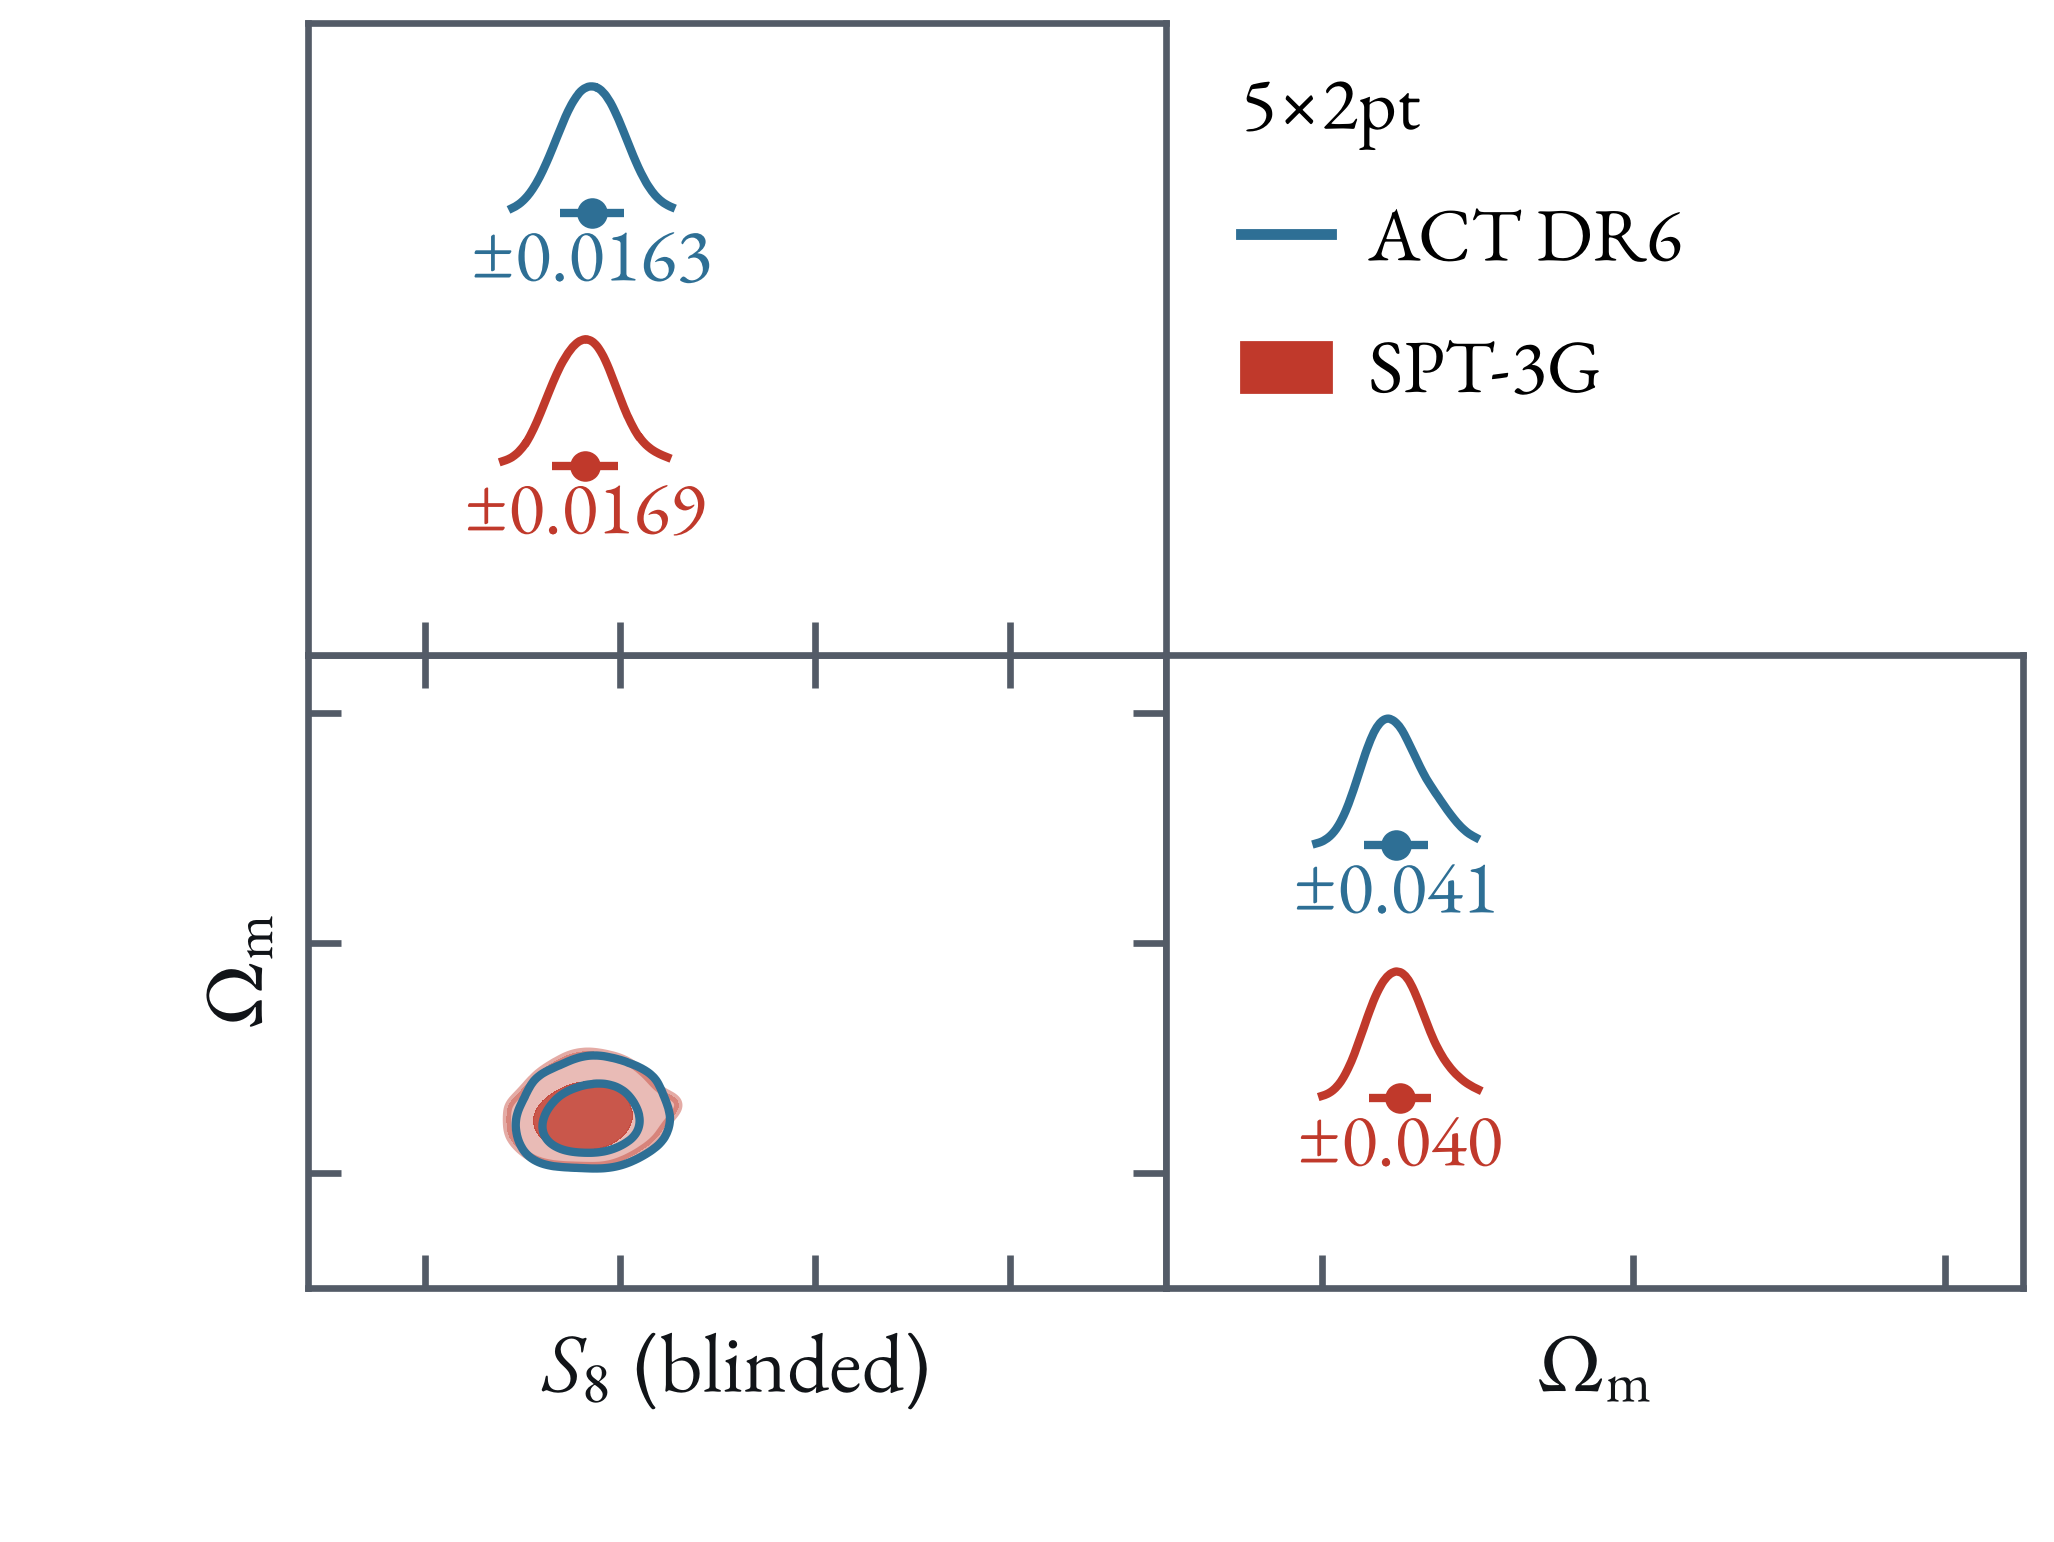 5×2pt
ACT DR6
SPT-3G
±0.0163
±0.0169
±0.041
±0.040
Ωm
S8 (blinded)
Ωm